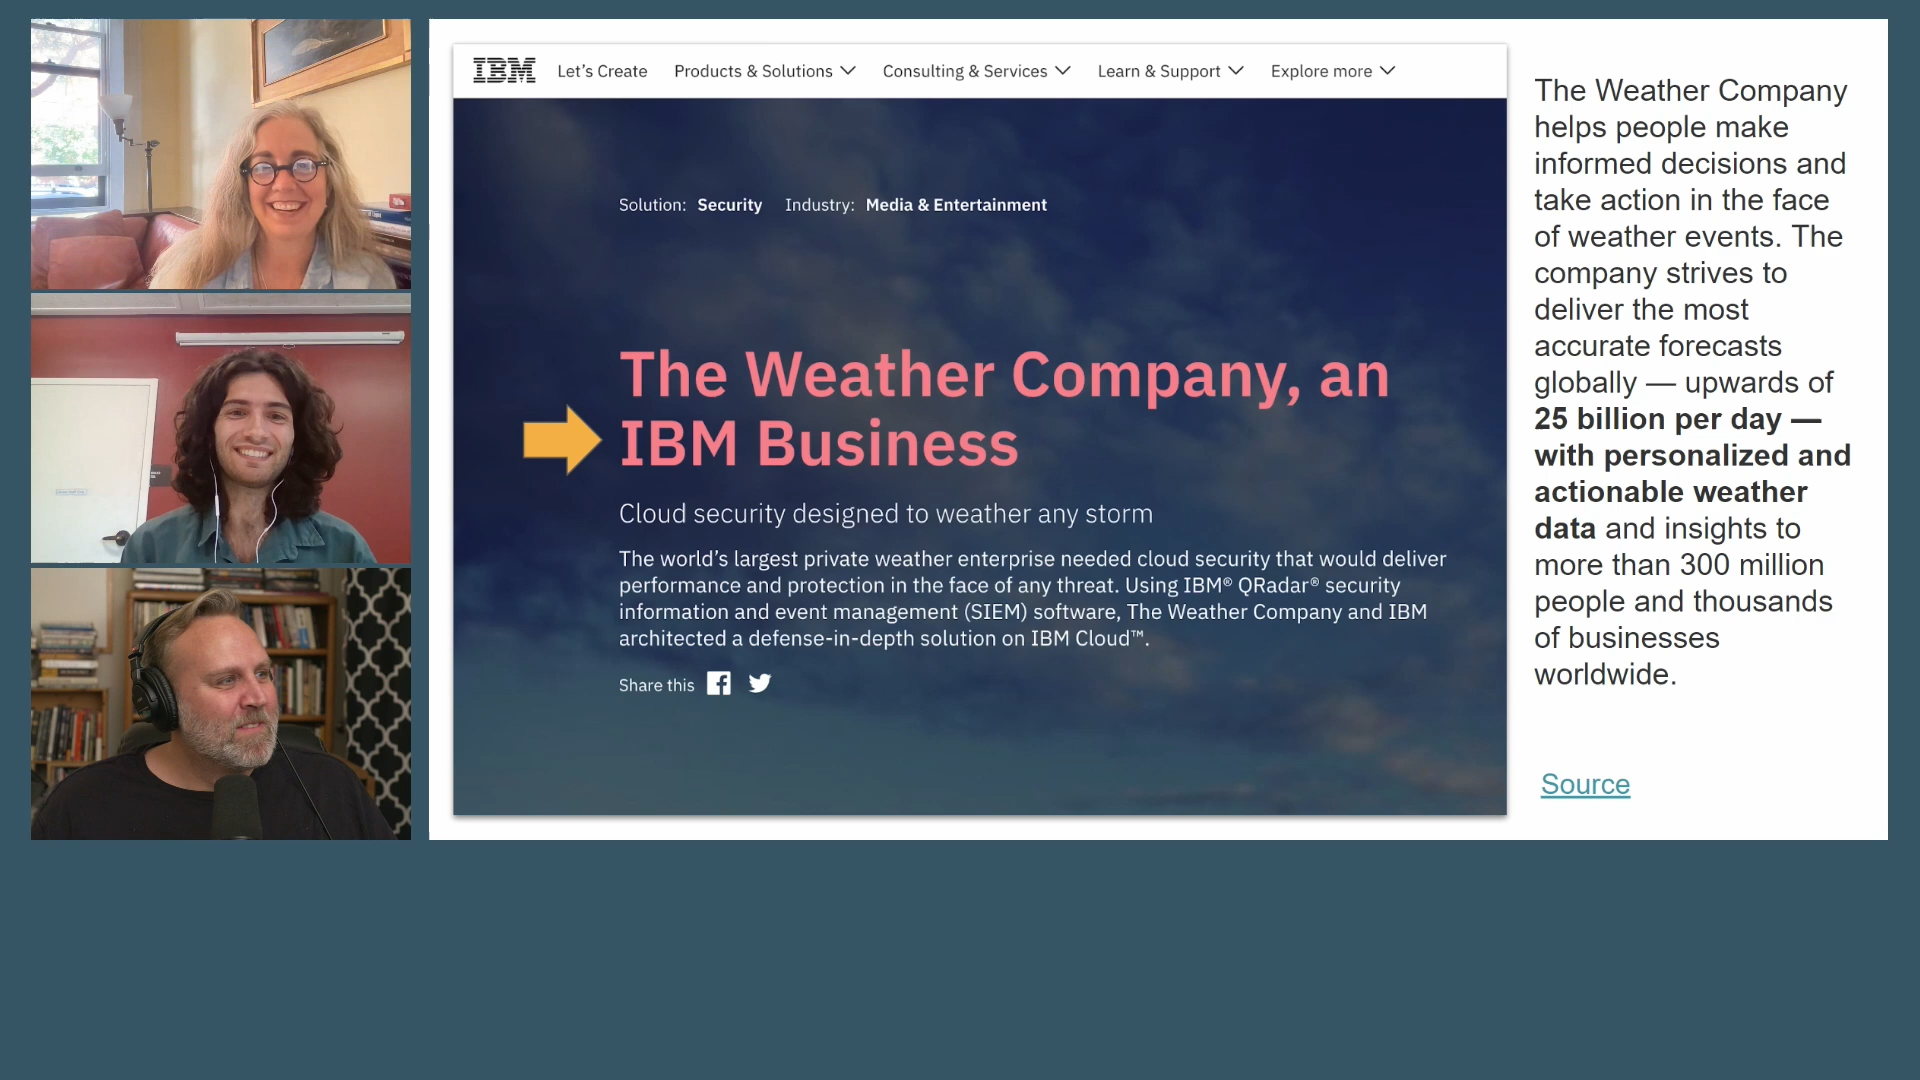 IBM Let's Create Products & Solutions Consulting & Services Learn & Support Explore more
Solution: Security Industry: Media & Entertainment
The Weather Company, an
IBM Business
Cloud security designed to weather any storm
The world's largest private weather enterprise needed cloud security that would deliver
performance and protection in the face of any threat. Using IBM® QRadar® security
information and event management (SIEM) software, The Weather Company and IBM
architected a defense-in-depth solution on IBM Cloud™.
Share this
The Weather Company
helps people make
informed decisions and
take action in the face
of weather events. The
company strives to
deliver the most
accurate forecasts
globally — upwards of
25 billion per day —
with personalized and
actionable weather
data and insights to
more than 300 million
people and thousands
of businesses
worldwide.
Source